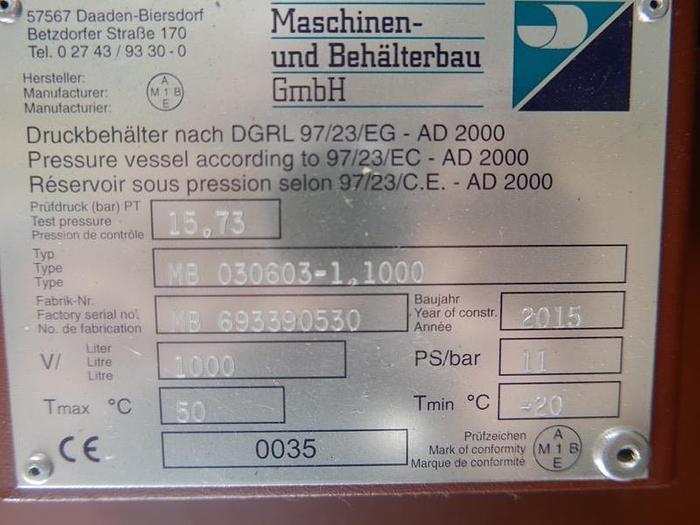 57567 Daaden-Biersdorf
Betzdorfer Straße 170
Tel. 0 27 43 / 93 30 - 0
Maschinen-
und Behälterbau
GmbH
Hersteller:
Manufacturer:
Manufacturier:
A
M 1 B
E
Druckbehälter nach DGRL 97/23/EG - AD 2000
Pressure vessel according to 97/23/EC - AD 2000
Réservoir sous pression selon 97/23/C.E. - AD 2000
Prüfdruck (bar) PT
Test pressure
Pression de contrôle
15,73
Typ
Type
Type
MB 030603-1,1000
Fabrik-Nr.
Factory serial no.
No. de fabrication
MB 693390530
Baujahr
Year of constr.
Année
2015
V/
Liter
Litre
Litre
1000
PS/bar
11
Tmax °C
50
Tmin °C
-20
CE
0035
Prüfzeichen
Mark of conformity
Marque de conformité
A
M 1 B
E